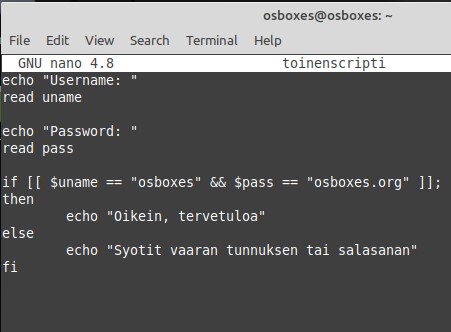 osboxes@osboxes: ~
File Edit View Search Terminal Help
GNU nano 4.8 toinenscripti
echo "Username: "
read uname
echo "Password: "
read pass
if [[ $uname == "osboxes" && $pass == "osboxes.org" ]];
then
echo "Oikein, tervetuloa"
else
echo "Syotit vaaran tunnuksen tai salasanan"
fi